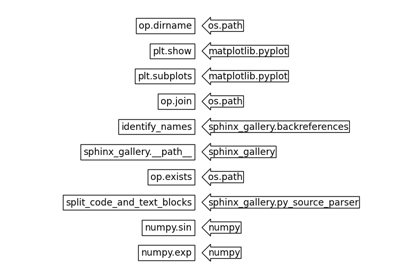 op.dirname os.path
plt.show matplotlib.pyplot
plt.subplots matplotlib.pyplot
op.join os.path
identify_names sphinx_gallery.backreferences
sphinx_gallery.__path__ sphinx_gallery
op.exists os.path
split_code_and_text_blocks sphinx_gallery.py_source_parser
numpy.sin numpy
numpy.exp numpy